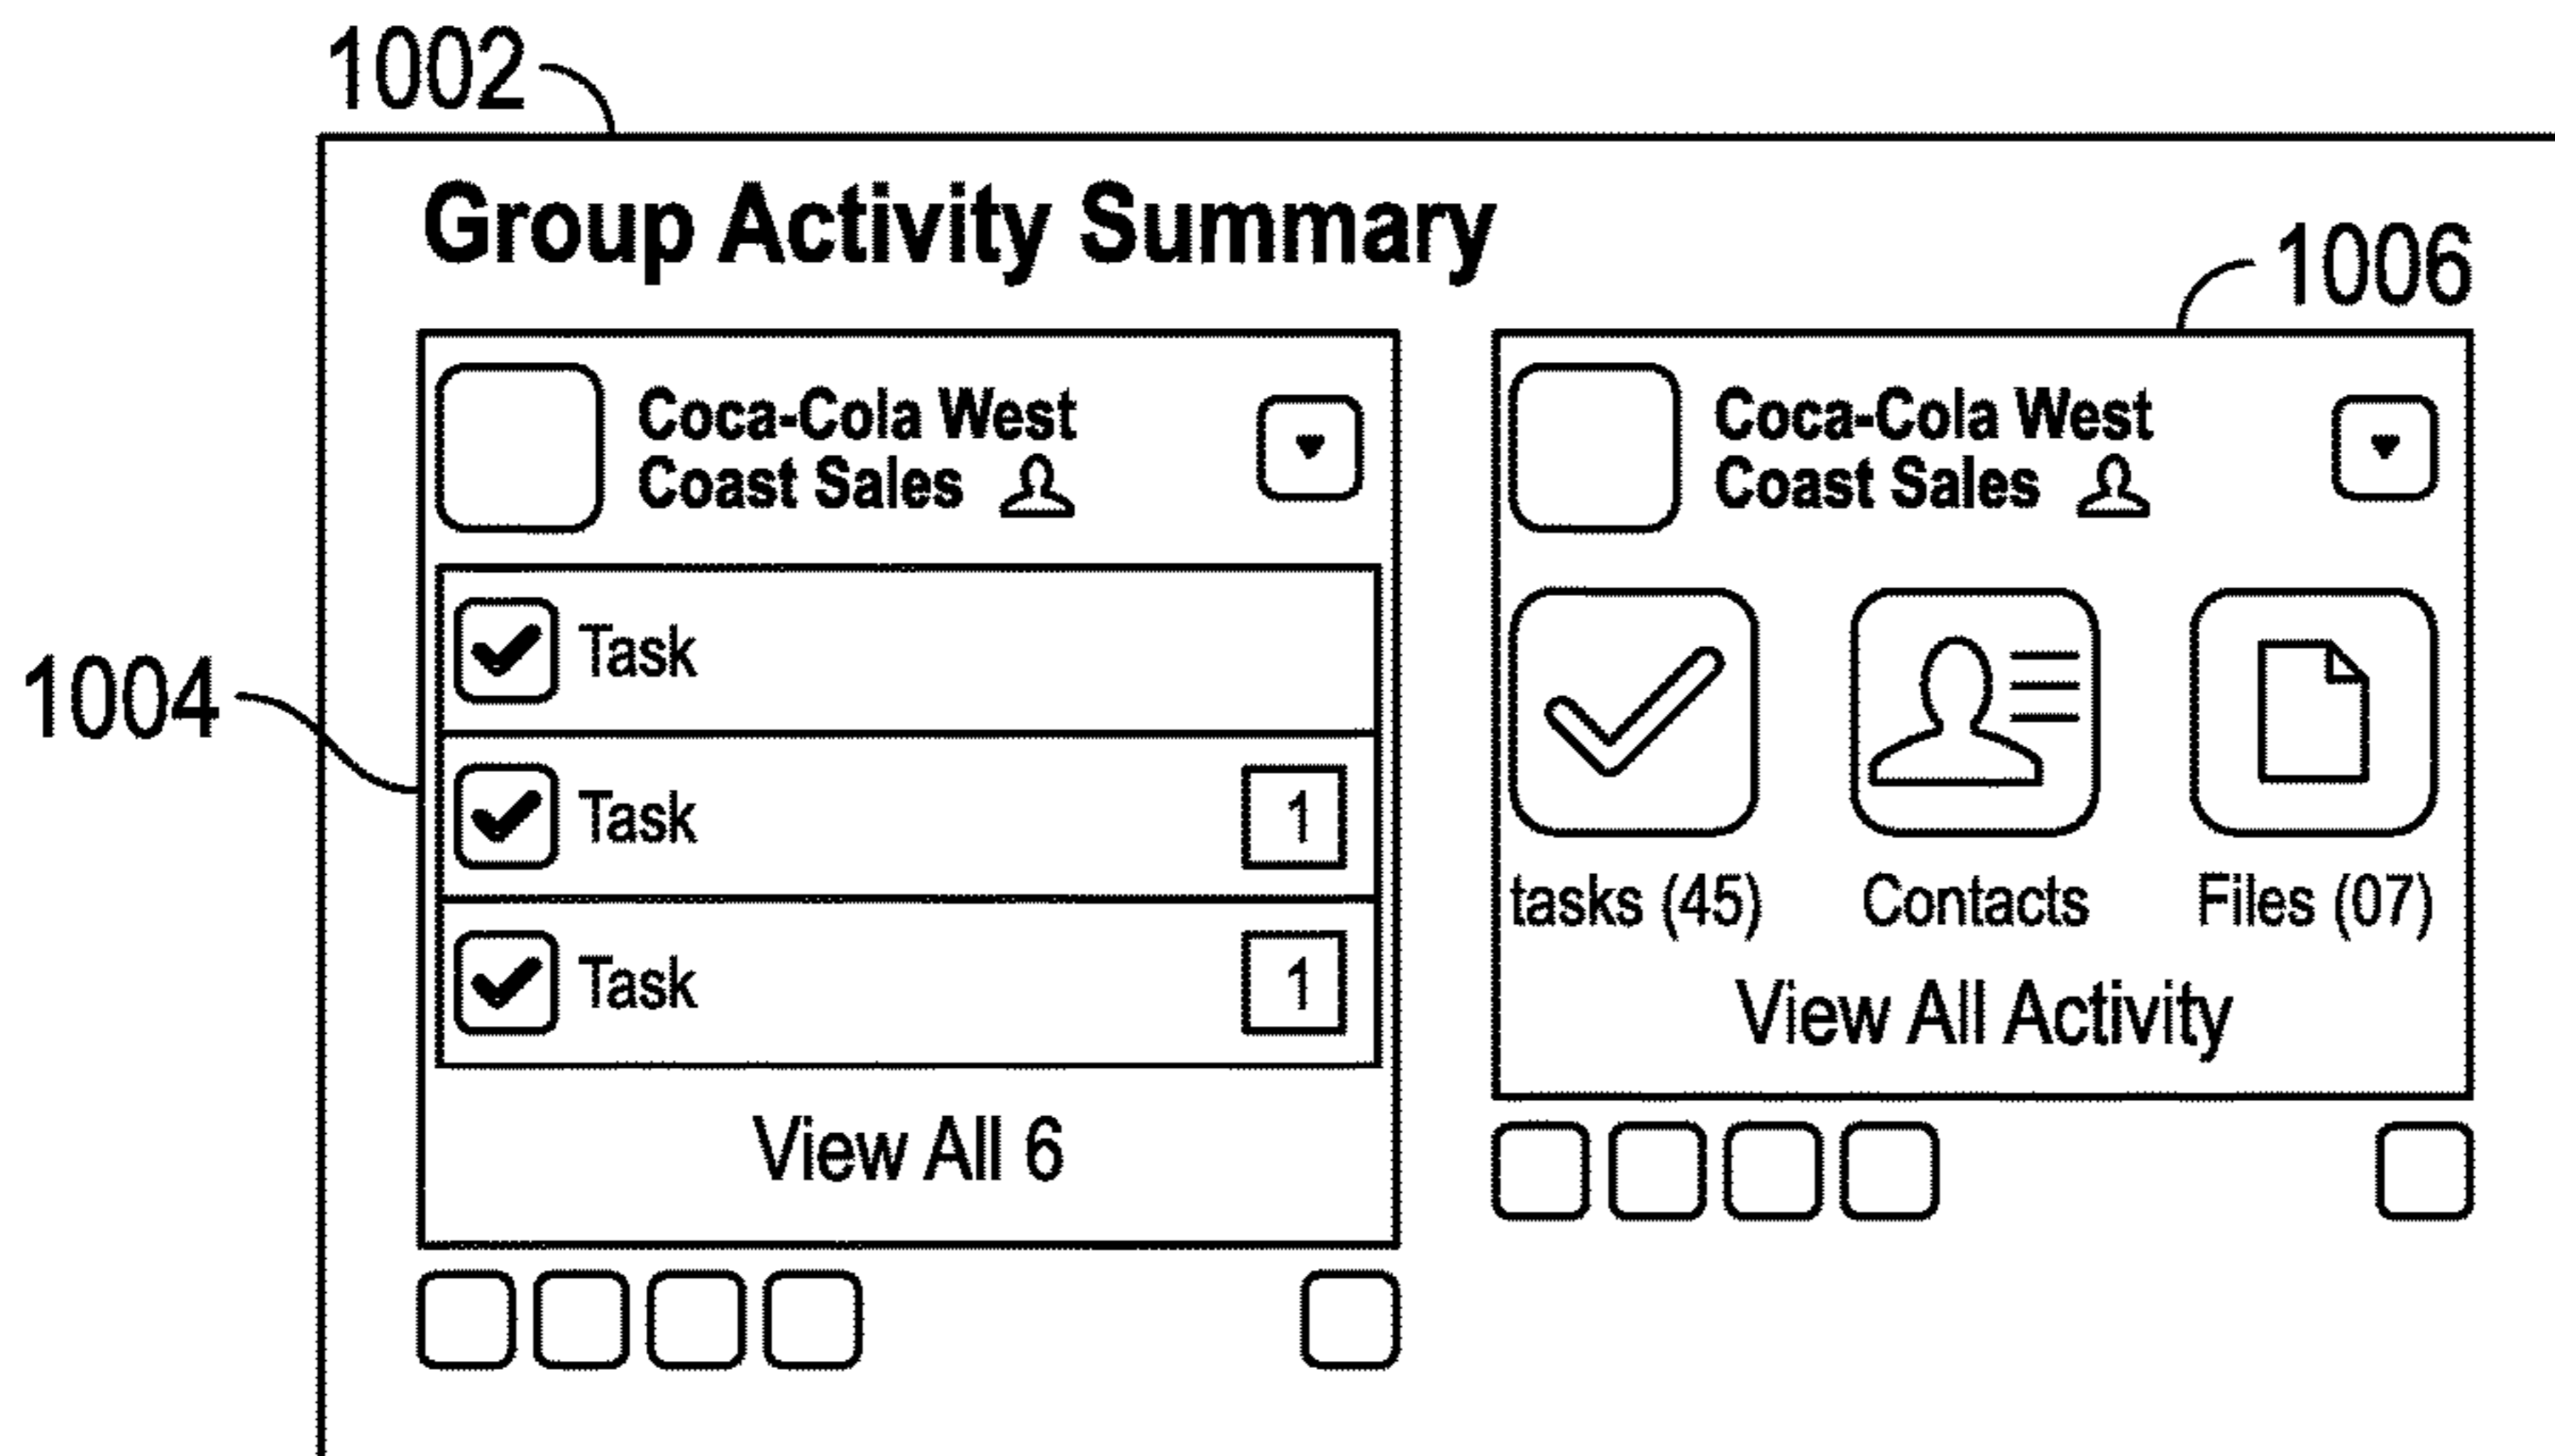 1002
Group Activity Summary
1006
Coca-Cola West
Coast Sales
1004
Task
Task 1
Task 1
View All 6
Coca-Cola West
Coast Sales
tasks (45) Contacts Files (07)
View All Activity